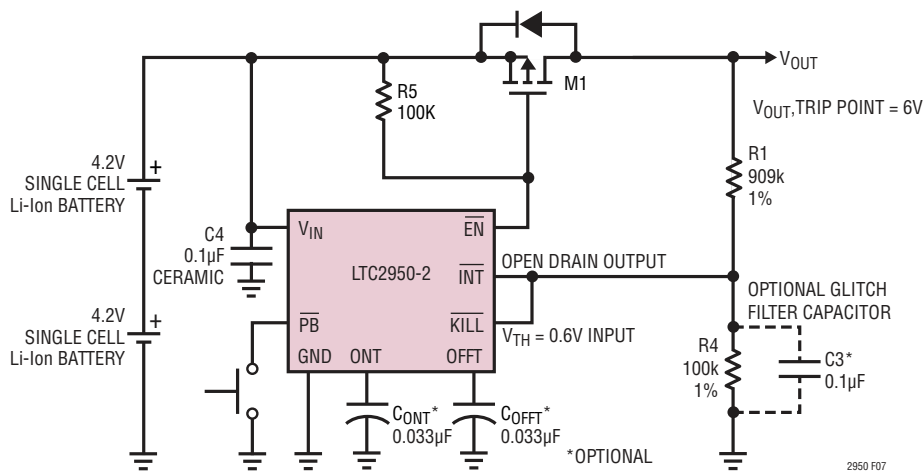 V_OUT
M1
R5
100K
V_OUT,TRIP POINT = 6V
R1
909k
1%
4.2V
SINGLE CELL
Li-Ion BATTERY
+
C4
0.1µF
CERAMIC
V_IN
EN
LTC2950-2
INT
OPEN DRAIN OUTPUT
OPTIONAL GLITCH
FILTER CAPACITOR
4.2V
SINGLE CELL
Li-Ion BATTERY
+
PB
KILL
V_TH = 0.6V INPUT
GND
ONT
OFFT
R4
100k
1%
C3*
0.1µF
C_ONT*
0.033µF
C_OFFT*
0.033µF
*OPTIONAL
2950 F07